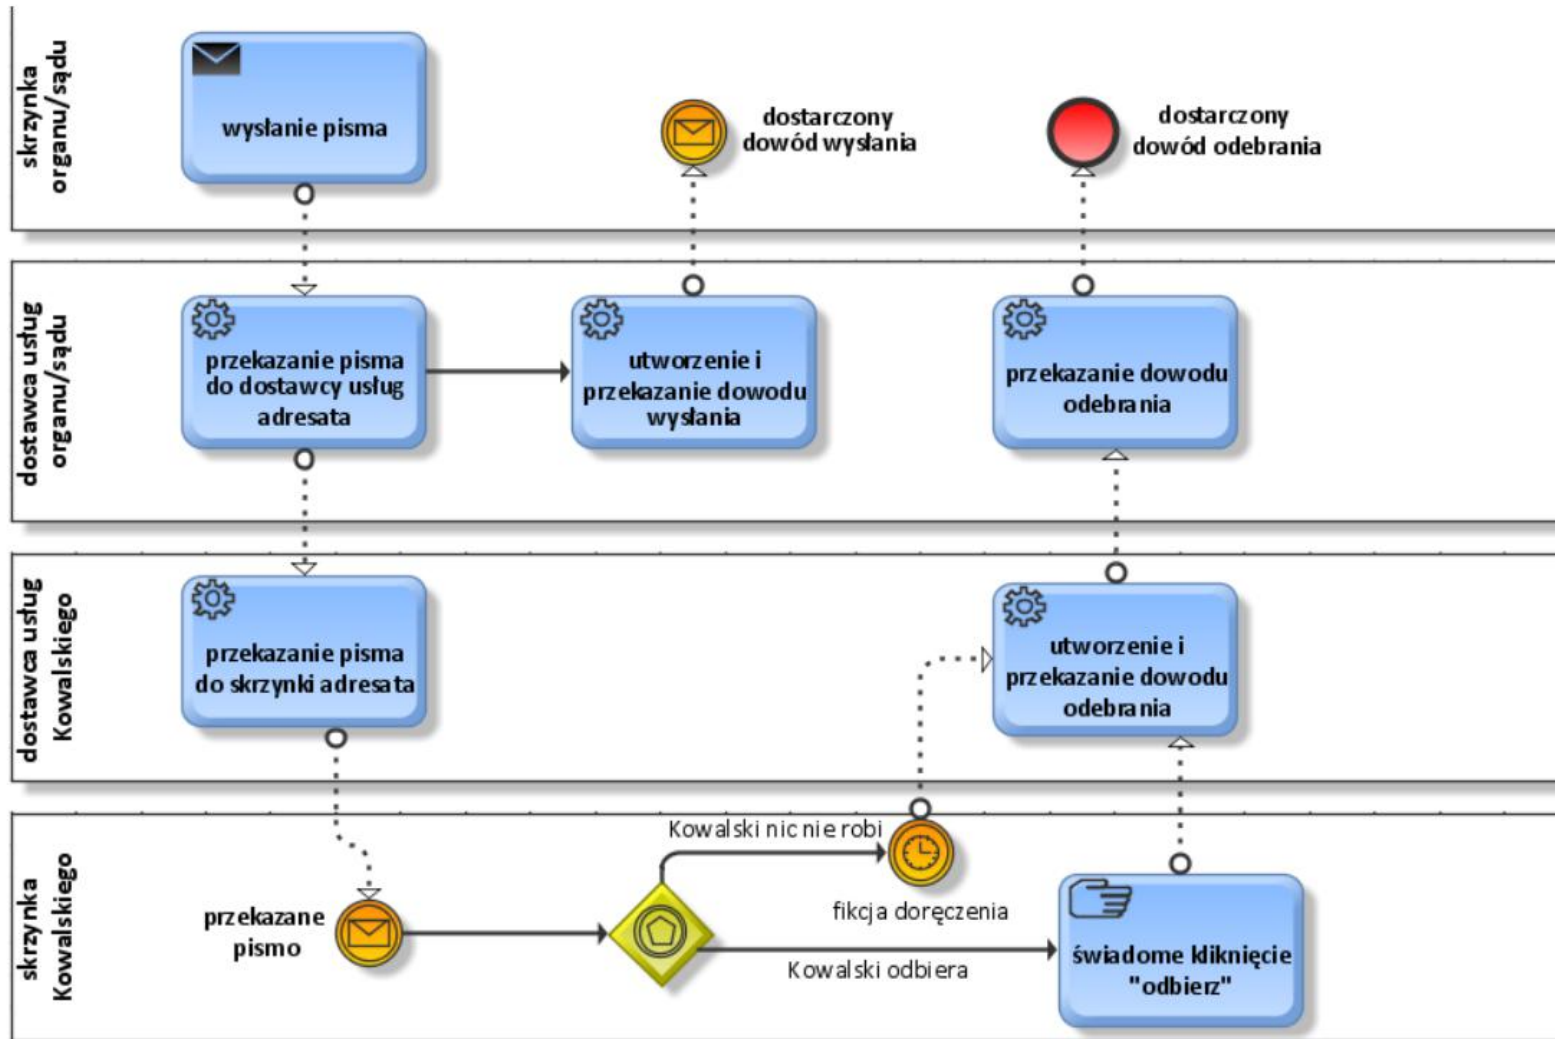 skrzynka
organu/sądu
wysłanie pisma
dostarczony
dowód wysłania
dostarczony
dowód odebrania
dostawca usług
organu/sądu
przekazanie pisma
do dostawcy usług
adresata
utworzenie i
przekazanie dowodu
wysłania
przekazanie dowodu
odebrania
dostawca usług
Kowalskiego
przekazanie pisma
do skrzynki adresata
utworzenie i
przekazanie dowodu
odebrania
skrzynka
Kowalskiego
przekazane
pismo
Kowalski nic nie robi
fikcja doręczenia
Kowalski odbiera
świadome kliknięcie
"odbierz"